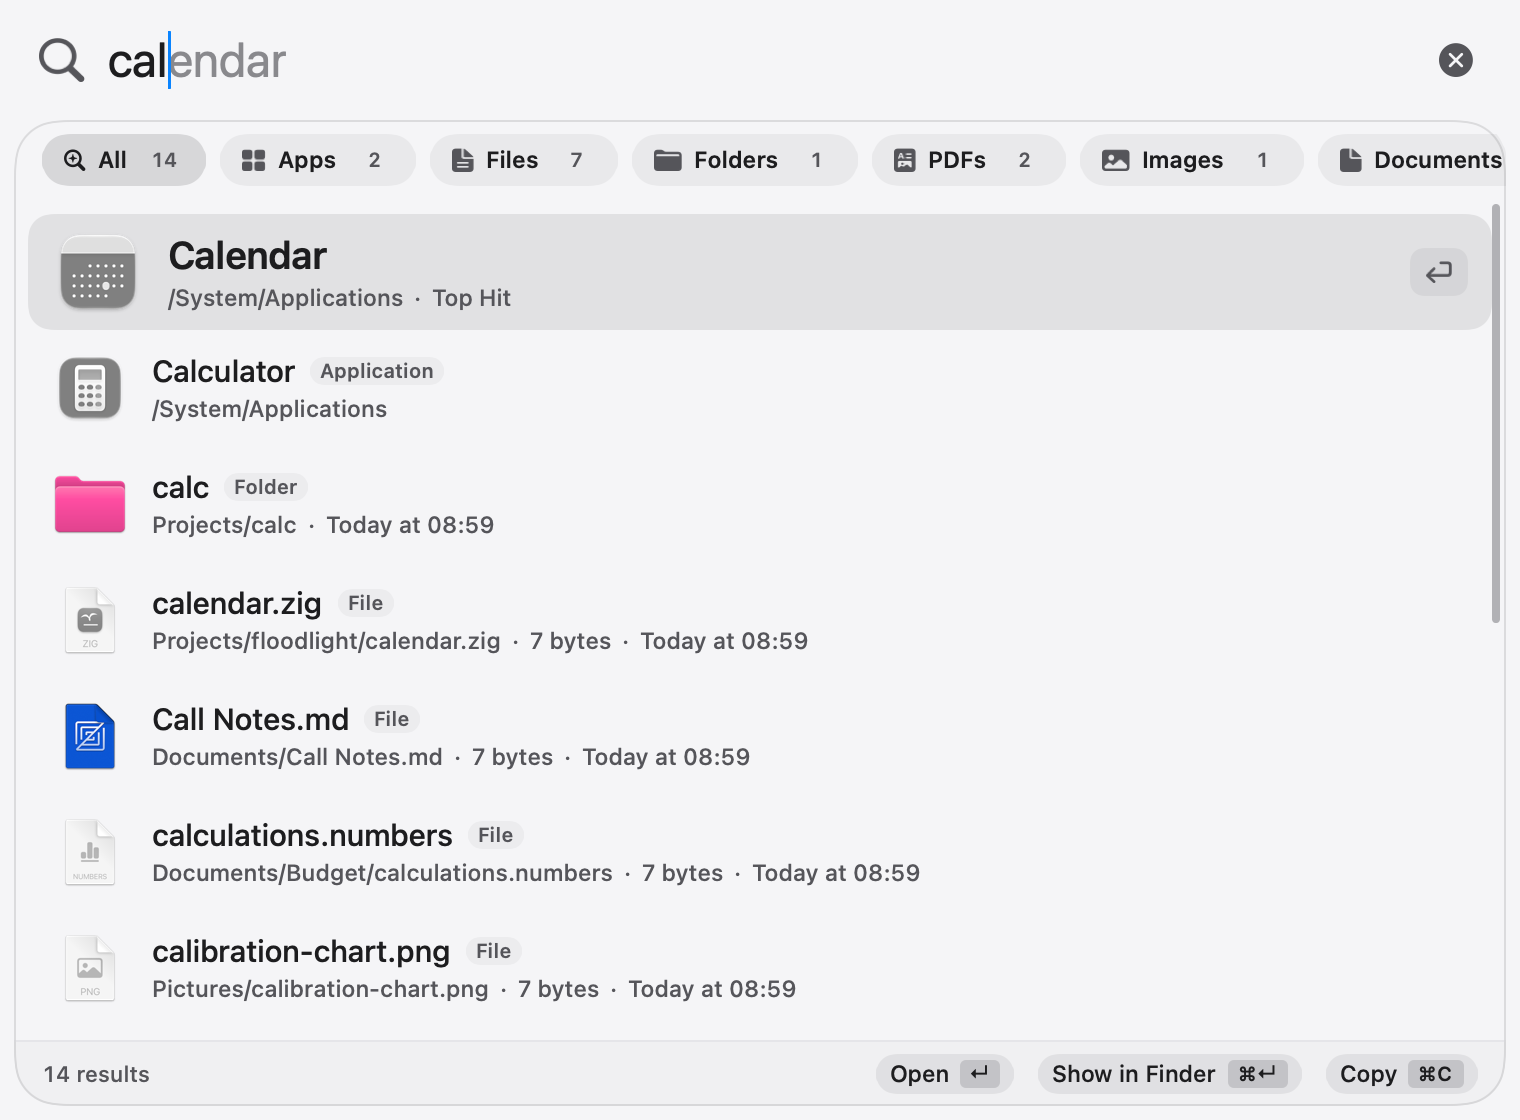 calendar
All 14 Apps 2 Files 7 Folders 1 PDFs 2 Images 1 Documents
Calendar
/System/Applications · Top Hit
Calculator Application
/System/Applications
calc Folder
Projects/calc · Today at 08:59
calendar.zig File
Projects/floodlight/calendar.zig · 7 bytes · Today at 08:59
ZIG
Call Notes.md File
Documents/Call Notes.md · 7 bytes · Today at 08:59
calculations.numbers File
Documents/Budget/calculations.numbers · 7 bytes · Today at 08:59
NUMBERS
calibration-chart.png File
Pictures/calibration-chart.png · 7 bytes · Today at 08:59
PNG
14 results Open ↵ Show in Finder ⌘↵ Copy ⌘C